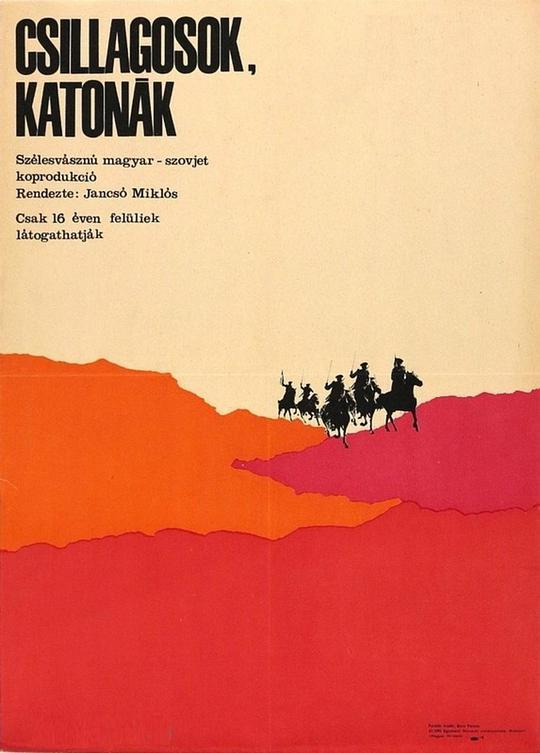 CSILLAGOSOK,
KATONÁK
Szélesvásznú magyar - szovjet
koprodukció
Rendezte: Jancsó Miklós
Csak 16 éven felüliek
látogathatják